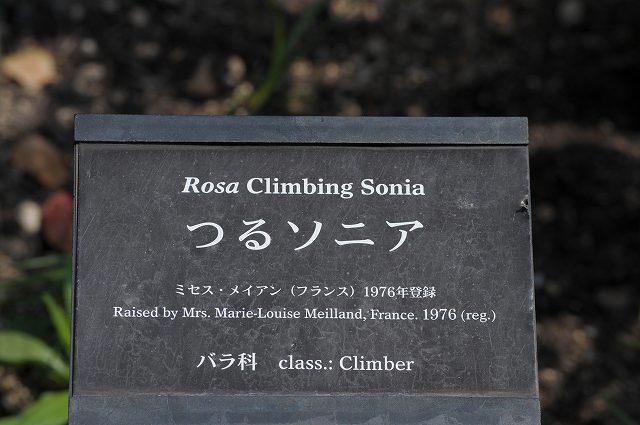 Rosa Climbing Sonia
つるソニア
ミセス・メイアン（フランス）1976年登録
Raised by Mrs. Marie-Louise Meilland, France. 1976 (reg.)
バラ科　class.: Climber